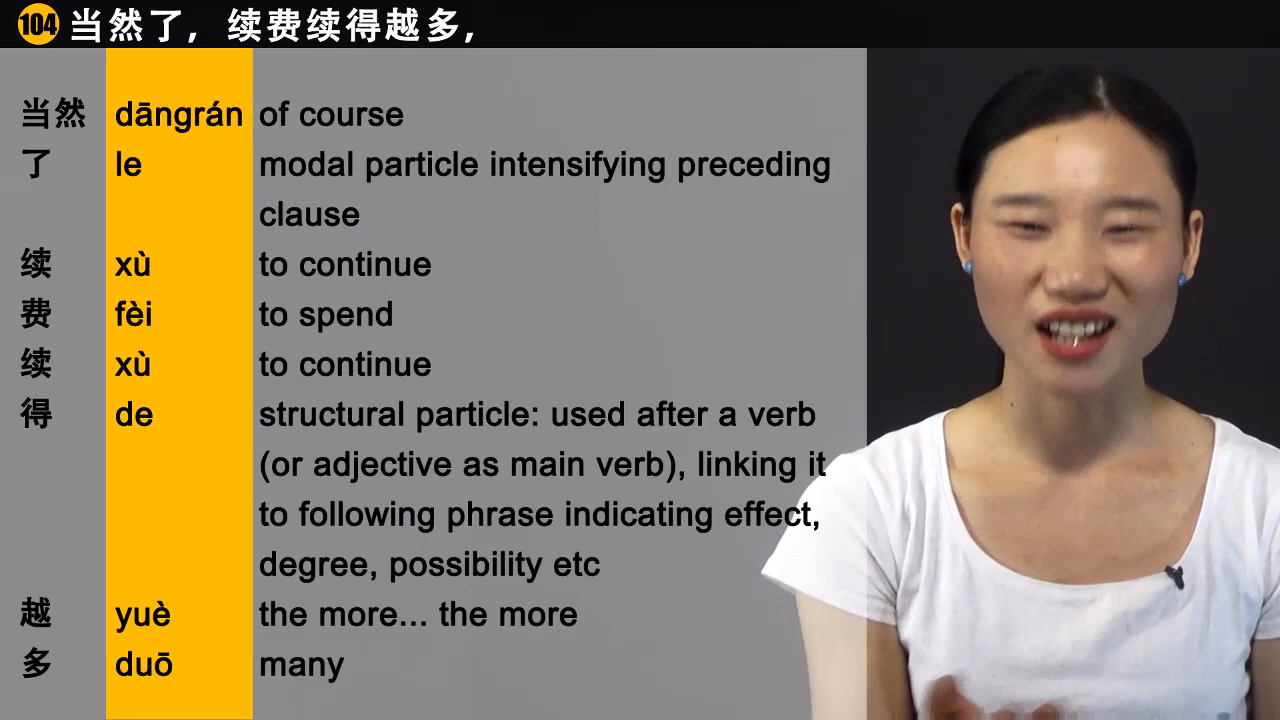 104 当然了，续费续得越多，
当然 dāngrán of course
了 le modal particle intensifying preceding
clause
续 xù to continue
费 fèi to spend
续 xù to continue
得 de structural particle: used after a verb
(or adjective as main verb), linking it
to following phrase indicating effect,
degree, possibility etc
越 yuè the more... the more
多 duō many